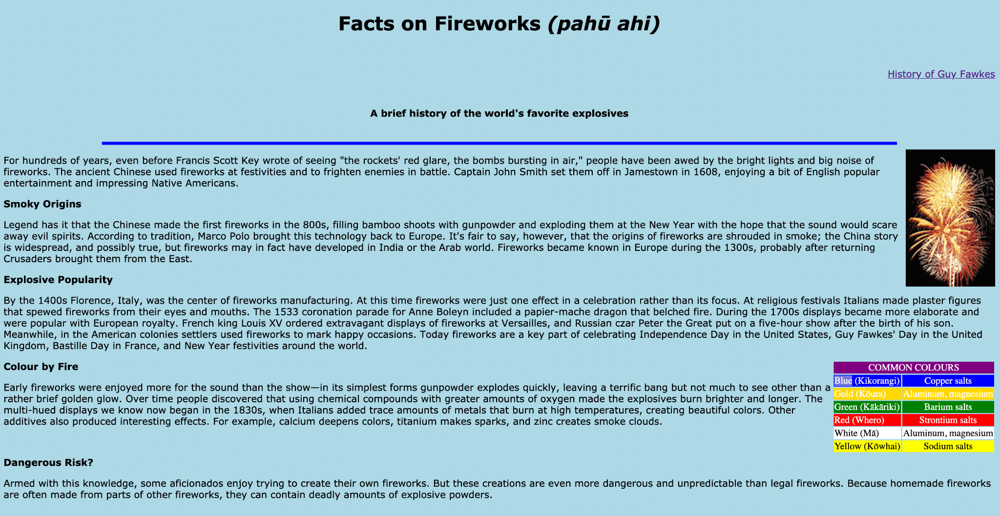 Facts on Fireworks (pahū ahi)
History of Guy Fawkes
A brief history of the world's favorite explosives
For hundreds of years, even before Francis Scott Key wrote of seeing "the rockets' red glare, the bombs bursting in air," people have been awed by the bright lights and big noise of
fireworks. The ancient Chinese used fireworks at festivities and to frighten enemies in battle. Captain John Smith set them off in Jamestown in 1608, enjoying a bit of English popular
entertainment and impressing Native Americans.
Smoky Origins
Legend has it that the Chinese made the first fireworks in the 800s, filling bamboo shoots with gunpowder and exploding them at the New Year with the hope that the sound would scare
away evil spirits. According to tradition, Marco Polo brought this technology back to Europe. It's fair to say, however, that the origins of fireworks are shrouded in smoke; the China story
is widespread, and possibly true, but fireworks may in fact have developed in India or the Arab world. Fireworks became known in Europe during the 1300s, probably after returning
Crusaders brought them from the East.
Explosive Popularity
By the 1400s Florence, Italy, was the center of fireworks manufacturing. At this time fireworks were just one effect in a celebration rather than its focus. At religious festivals Italians made plaster figures
that spewed fireworks from their eyes and mouths. The 1533 coronation parade for Anne Boleyn included a papier-mache dragon that belched fire. During the 1700s displays became more elaborate and
were popular with European royalty. French king Louis XV ordered extravagant displays of fireworks at Versailles, and Russian czar Peter the Great put on a five-hour show after the birth of his son.
Meanwhile, in the American colonies settlers used fireworks to mark happy occasions. Today fireworks are a key part of celebrating Independence Day in the United States, Guy Fawkes' Day in the United
Kingdom, Bastille Day in France, and New Year festivities around the world.
Colour by Fire
Early fireworks were enjoyed more for the sound than the show—in its simplest forms gunpowder explodes quickly, leaving a terrific bang but not much to see other than a
rather brief golden glow. Over time people discovered that using chemical compounds with greater amounts of oxygen made the explosives burn brighter and longer. The
multi-hued displays we know now began in the 1830s, when Italians added trace amounts of metals that burn at high temperatures, creating beautiful colors. Other
additives also produced interesting effects. For example, calcium deepens colors, titanium makes sparks, and zinc creates smoke clouds.
COMMON COLOURS
Blue (Kikorangi) Copper salts
Gold (Kōura) Aluminum, magnesium
Green (Kākāriki) Barium salts
Red (Whero) Strontium salts
White (Mā) Aluminum, magnesium
Yellow (Kōwhai) Sodium salts
Dangerous Risk?
Armed with this knowledge, some aficionados enjoy trying to create their own fireworks. But these creations are even more dangerous and unpredictable than legal fireworks. Because homemade fireworks
are often made from parts of other fireworks, they can contain deadly amounts of explosive powders.